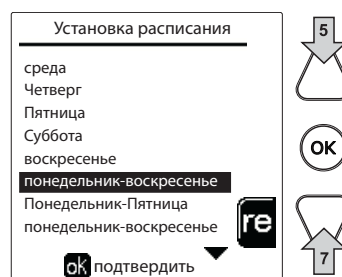 Установка расписания
среда
Четверг
Пятница
Суббота
воскресенье
понедельник-воскресенье
Понедельник-Пятница
понедельник-воскресенье
re
ok подтвердить
5
OK
7